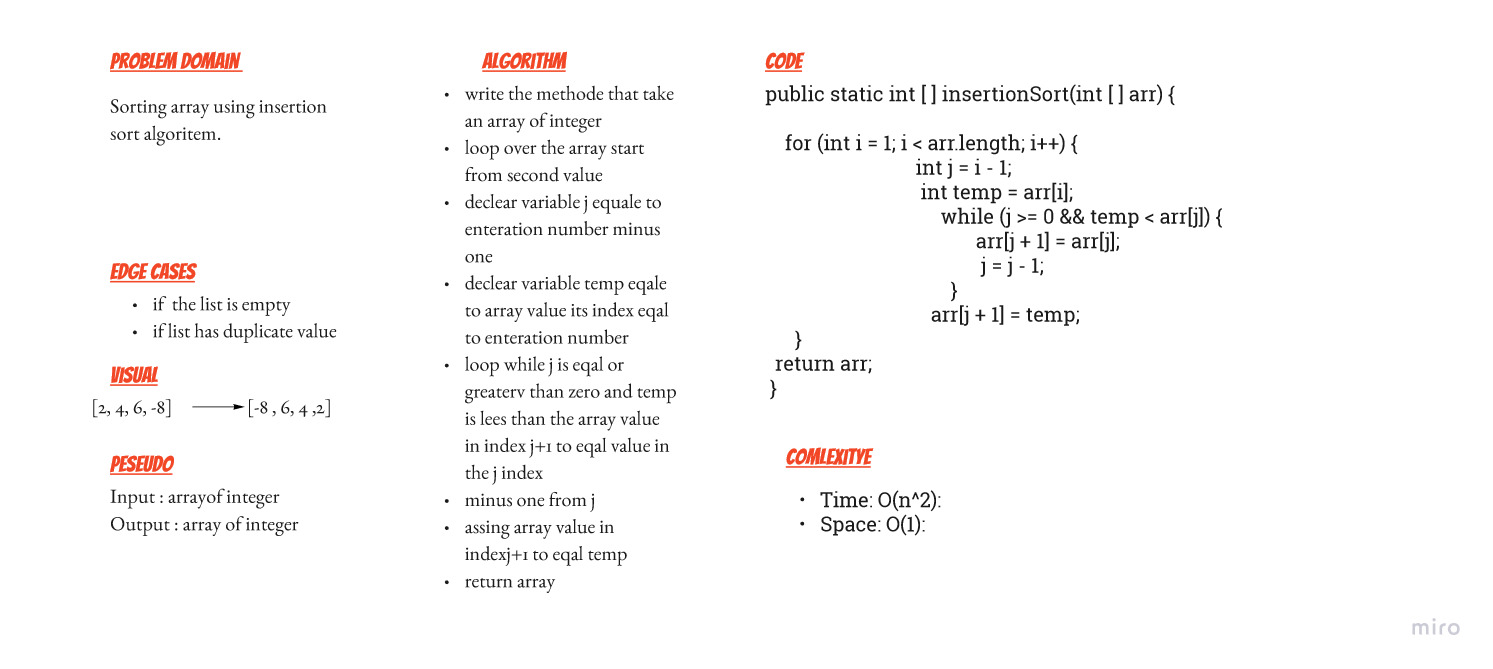 PROBLEM DOMAIN
Sorting array using insertion
sort algoritem.
EDGE CASES
• if the list is empty
• if list has duplicate value
VISUAL
[2, 4, 6, -8] [-8 , 6, 4 ,2]
PESEUDO
Input : arrayof integer
Output : array of integer
ALGORITHM
• write the methode that take
an array of integer
• loop over the array start
from second value
• declear variable j equale to
enteration number minus
one
• declear variable temp eqale
to array value its index eqal
to enteration number
• loop while j is eqal or
greaterv than zero and temp
is lees than the array value
in index j+1 to eqal value in
the j index
• minus one from j
• assing array value in
indexj+1 to eqal temp
• return array
CODE
public static int [ ] insertionSort(int [ ] arr) {
for (int i = 1; i < arr.length; i++) {
int j = i - 1;
int temp = arr[i];
while (j >= 0 && temp < arr[j]) {
arr[j + 1] = arr[j];
j = j - 1;
}
arr[j + 1] = temp;
}
return arr;
}
COMLEXITYE
• Time: O(n^2):
• Space: O(1):
miro